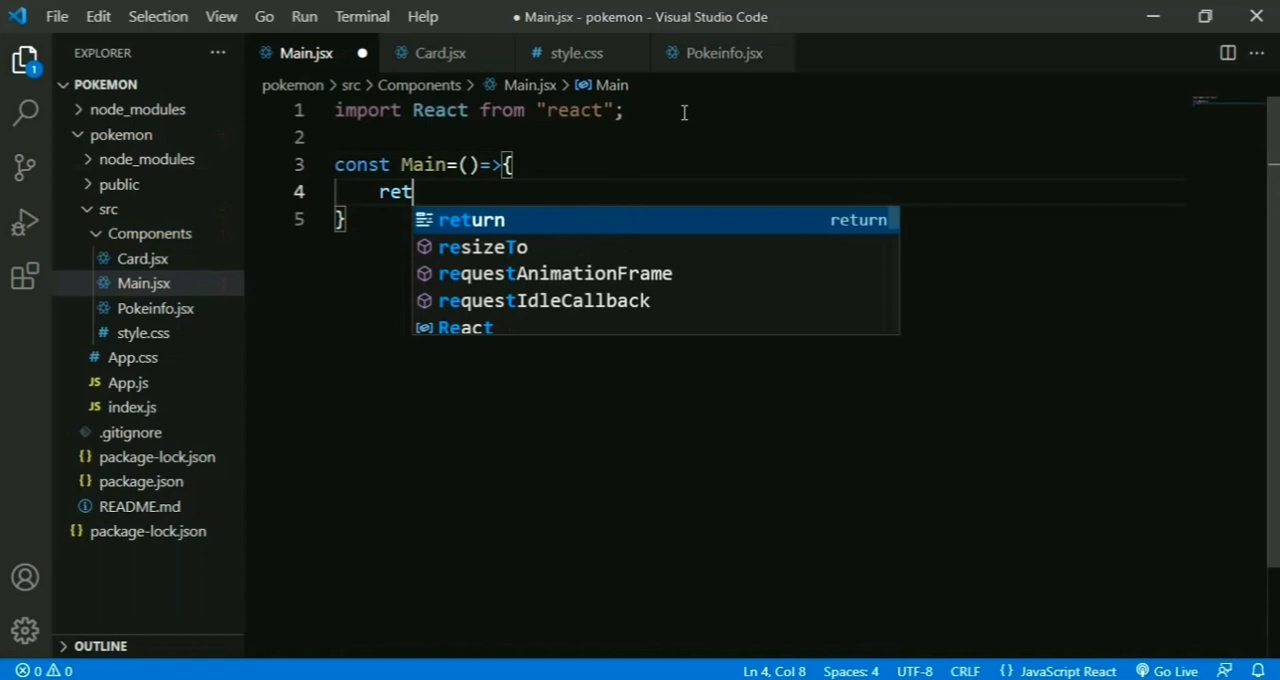 File Edit Selection View Go Run Terminal Help
● Main.jsx - pokemon - Visual Studio Code
EXPLORER ···
1
POKEMON
node_modules
pokemon
node_modules
public
src
Components
Card.jsx
Main.jsx
Pokeinfo.jsx
# style.css
# App.css
JS App.js
JS index.js
.gitignore
{} package-lock.json
{} package.json
README.md
{} package-lock.json
OUTLINE
Main.jsx ● Card.jsx # style.css Pokeinfo.jsx
pokemon > src > Components > Main.jsx > Main
1 import React from "react";
2
3 const Main=()=>{
4 ret
5 }
return return
resizeTo
requestAnimationFrame
requestIdleCallback
React
0 0 Ln 4, Col 8 Spaces: 4 UTF-8 CRLF {} JavaScript React Go Live